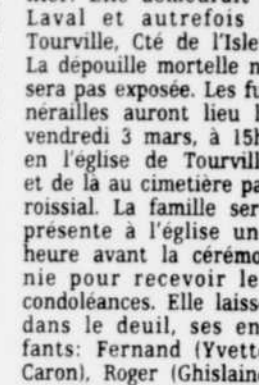 Laval et autrefois
Tourville, Cté de l'Isle
La dépouille mortelle n
sera pas exposée. Les fu
nérailles auront lieu l
vendredi 3 mars, à 15h
en l'église de Tourvill
et de là au cimetière pa
roissial. La famille ser
présente à l'église un
heure avant la cérémo
nie pour recevoir le
condoléances. Elle laiss
dans le deuil, ses en
fants: Fernand (Yvett
Caron), Roger (Ghislain